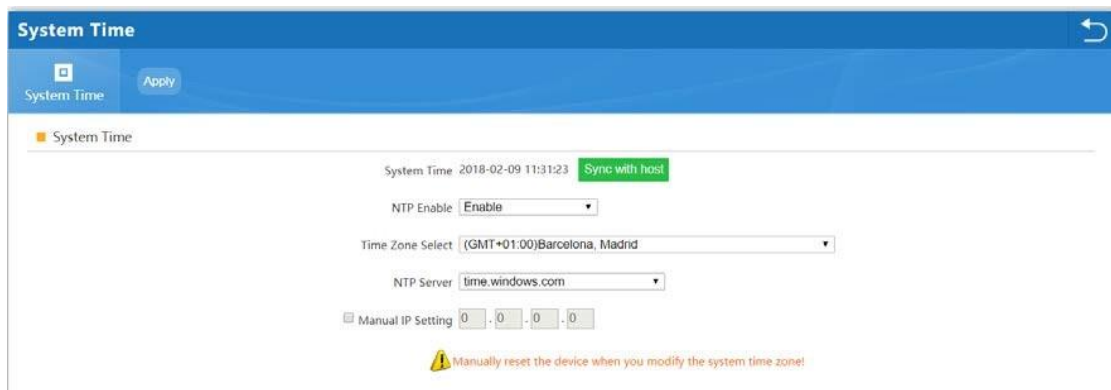 System Time
System Time
Apply
System Time
System Time 2018-02-09 11:31:23 Sync with host
NTP Enable Enable
Time Zone Select (GMT+01:00)Barcelona, Madrid
NTP Server time.windows.com
Manual IP Setting 0 . 0 . 0 . 0
Manually reset the device when you modify the system time zone!